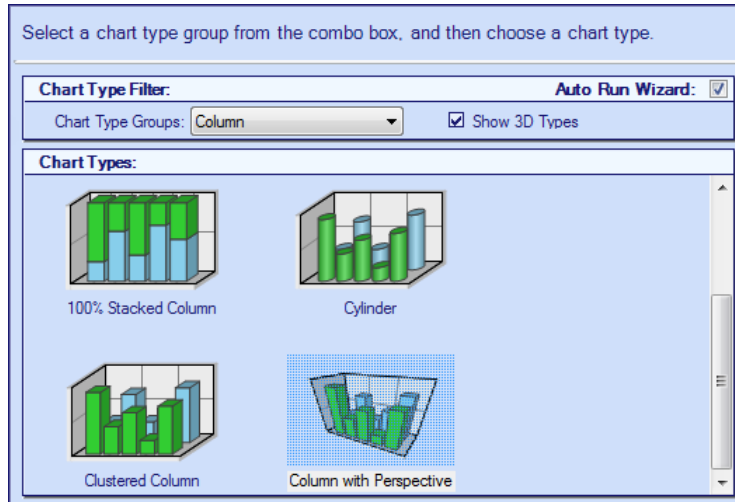 Select a chart type group from the combo box, and then choose a chart type.
Chart Type Filter: Auto Run Wizard:
Chart Type Groups: Column Show 3D Types
Chart Types:
100% Stacked Column Cylinder
Clustered Column Column with Perspective